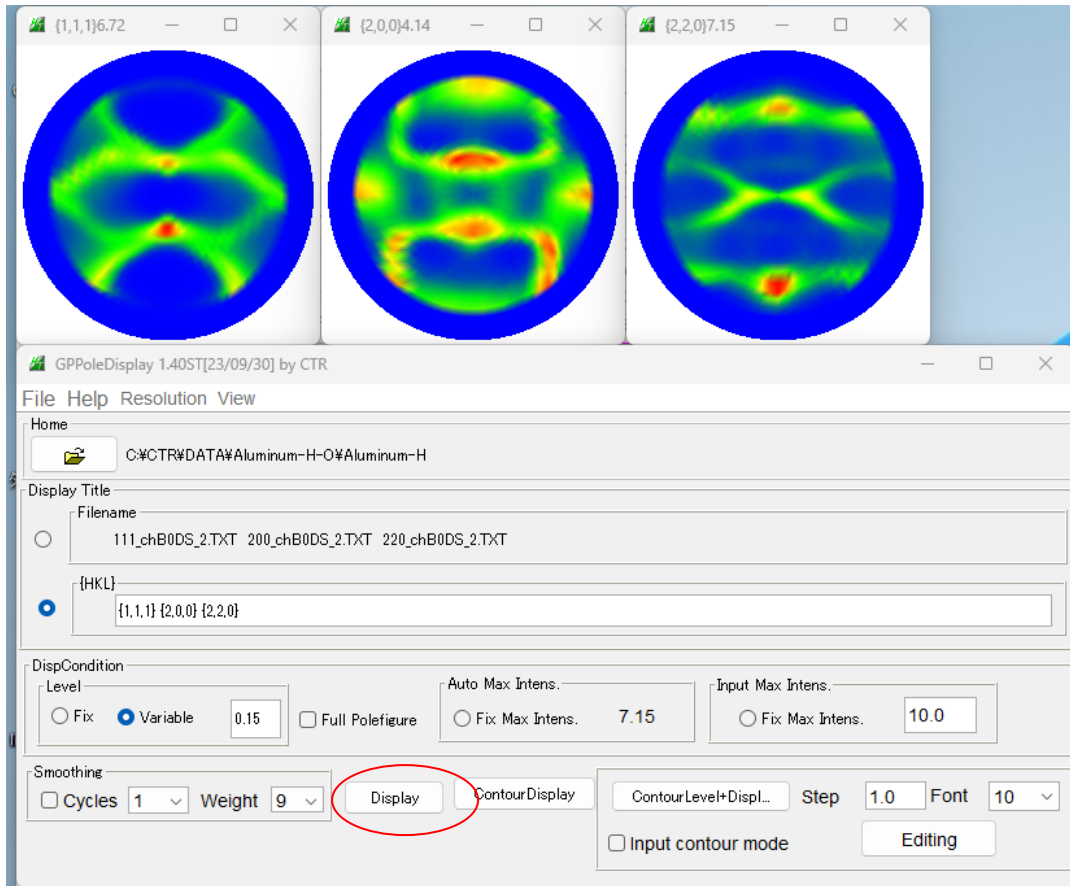 {1,1,1}6.72
{2,0,0}4.14
{2,2,0}7.15
GPPoleDisplay 1.40ST[23/09/30] by CTR
File Help Resolution View
Home
C:¥CTR¥DATA¥Aluminum-H-O¥Aluminum-H
Display Title
Filename
111_chB0DS_2.TXT 200_chB0DS_2.TXT 220_chB0DS_2.TXT
{HKL}
{1,1,1} {2,0,0} {2,2,0}
DispCondition
Level
Fix Variable 0.15
Full Polefigure
Auto Max Intens.
Fix Max Intens. 7.15
Input Max Intens.
Fix Max Intens. 10.0
Smoothing
Cycles 1 Weight 9
Display
ContourDisplay
ContourLevel+Displ... Step 1.0 Font 10
Input contour mode
Editing